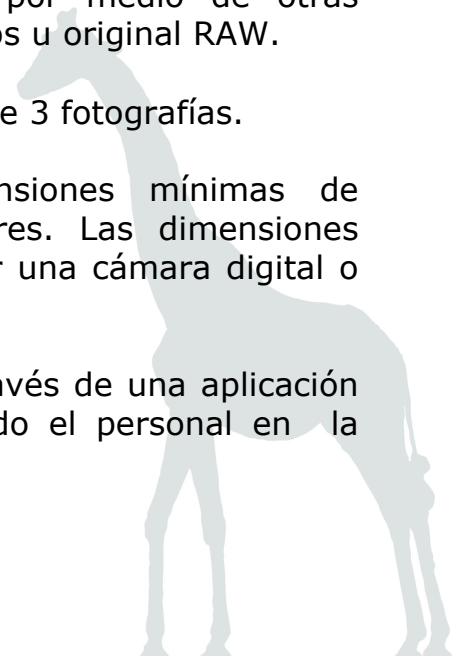 por medio de otras
os u original RAW.
e 3 fotografías.
nsiones mínimas de
res. Las dimensiones
r una cámara digital o
avés de una aplicación
do el personal en la